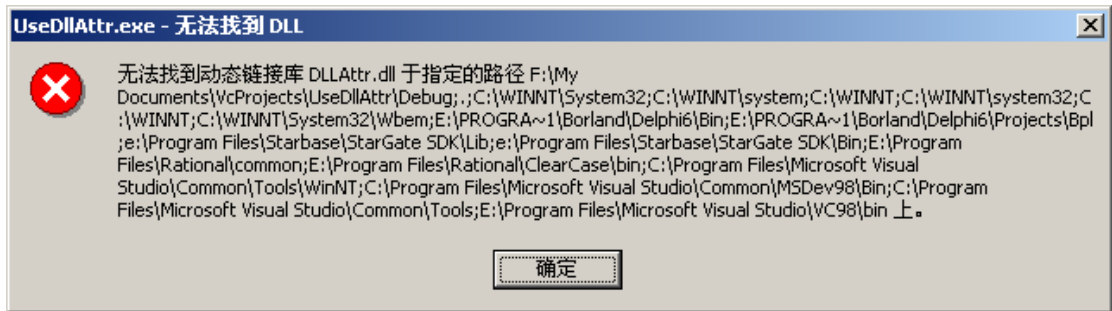 UseDllAttr.exe - 无法找到 DLL
无法找到动态链接库 DLLAttr.dll 于指定的路径 F:\My
Documents\VcProjects\UseDllAttr\Debug;.;C:\WINNT\System32;C:\WINNT\system;C:\WINNT;C:\WINNT\system32;C
:\WINNT;C:\WINNT\System32\Wbem;E:\PROGRA~1\Borland\Delphi6\Bin;E:\PROGRA~1\Borland\Delphi6\Projects\Bpl
;e:\Program Files\Starbase\StarGate SDK\Lib;e:\Program Files\Starbase\StarGate SDK\Bin;E:\Program
Files\Rational\common;E:\Program Files\Rational\ClearCase\bin;C:\Program Files\Microsoft Visual
Studio\Common\Tools\WinNT;C:\Program Files\Microsoft Visual Studio\Common\MSDev98\Bin;C:\Program
Files\Microsoft Visual Studio\Common\Tools;E:\Program Files\Microsoft Visual Studio\VC98\bin 上。
确定